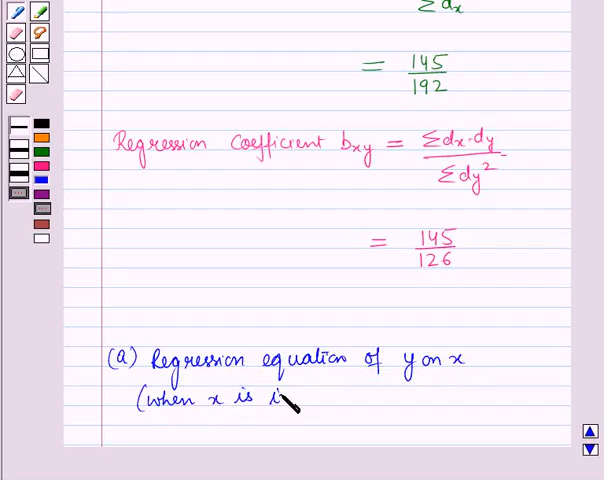 Σdx
= 145/192
Regression Coefficient bxy = Σdx·dy/Σdy²
= 145/126
(a) Regression equation of y on x
(when x is i